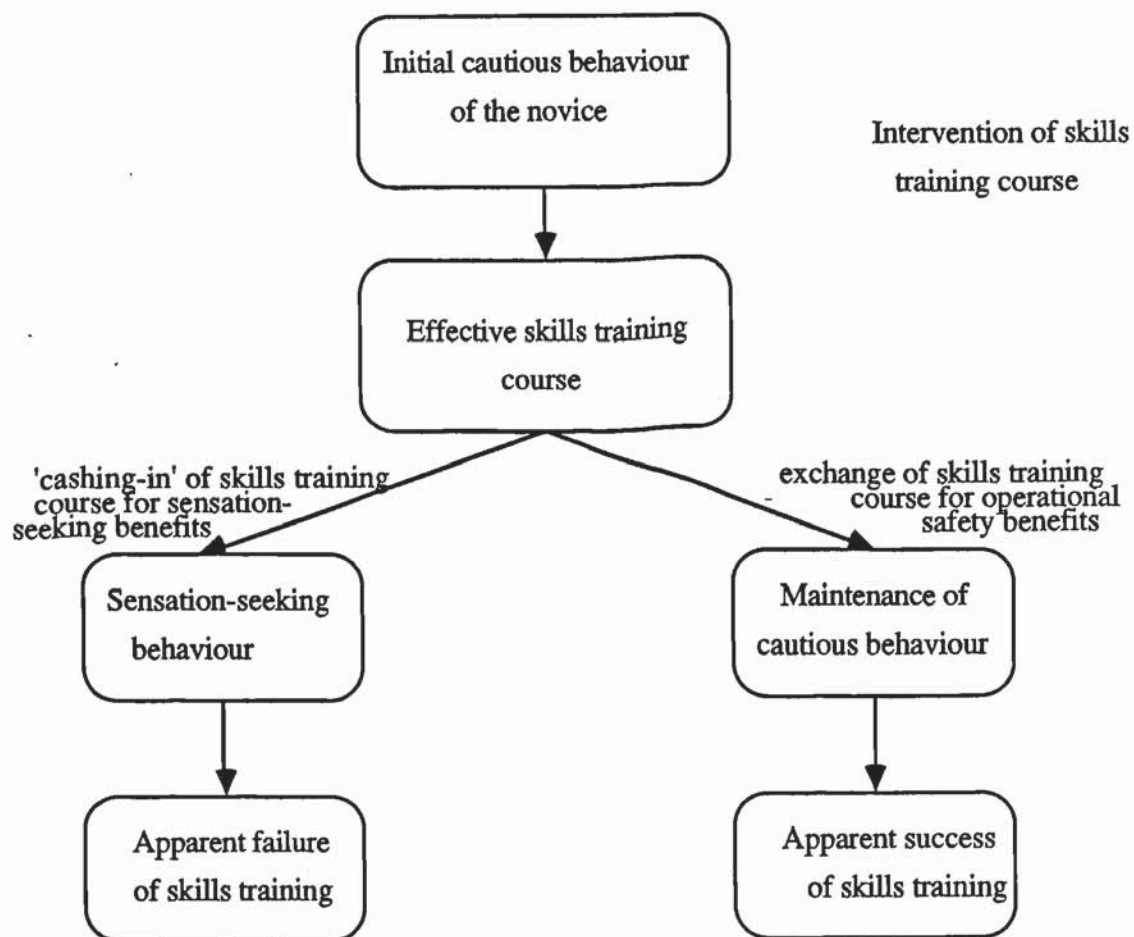 Initial cautious behaviour
of the novice
Intervention of skills
training course
Effective skills training
course
'cashing-in' of skills training
course for sensation-
seeking benefits
exchange of skills training
course for operational
safety benefits
Sensation-seeking
behaviour
Maintenance of
cautious behaviour
Apparent failure
of skills training
Apparent success
of skills training